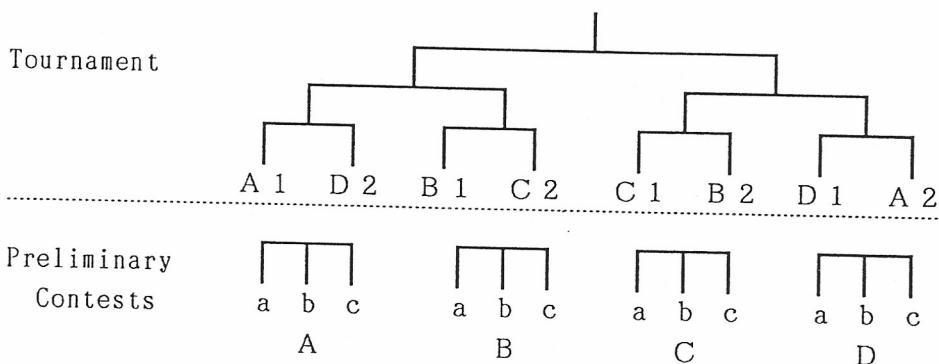 Tournament
A 1 D 2 B 1 C 2 C 1 B 2 D 1 A 2
Preliminary
Contests
a b c a b c a b c a b c
A B C D